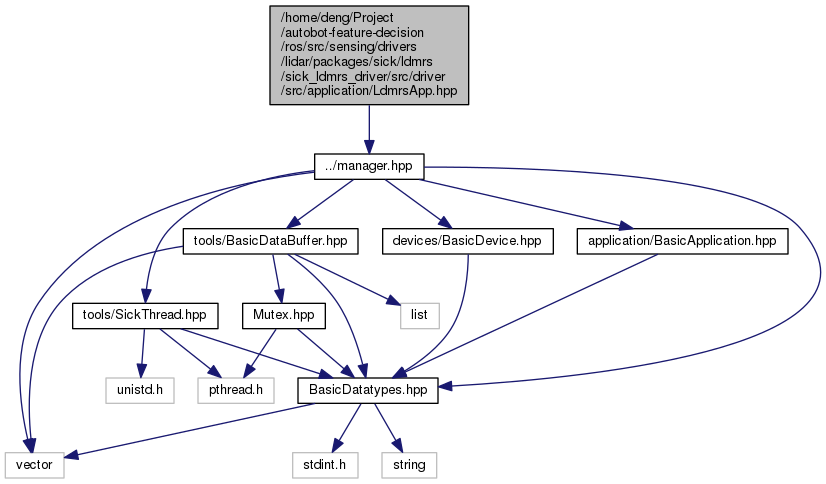 /home/deng/Project
/autobot-feature-decision
/ros/src/sensing/drivers
/lidar/packages/sick/ldmrs
/sick_ldmrs_driver/src/driver
/src/application/LdmrsApp.hpp
../manager.hpp
tools/BasicDataBuffer.hpp
devices/BasicDevice.hpp
application/BasicApplication.hpp
tools/SickThread.hpp
Mutex.hpp
list
unistd.h
pthread.h
BasicDatatypes.hpp
vector
stdint.h
string